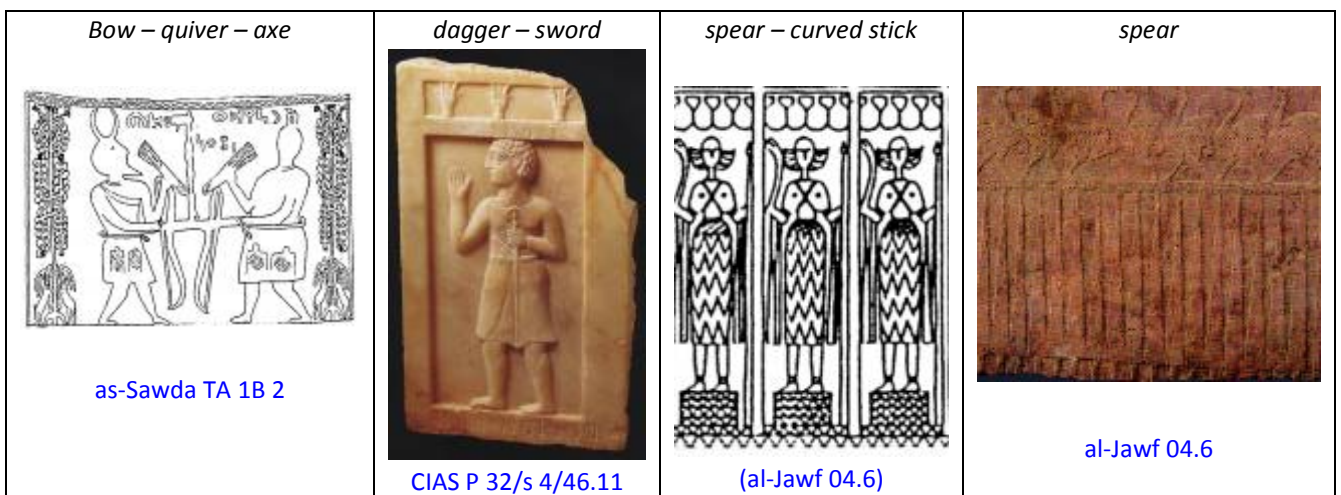 Bow – quiver – axe
as-Sawda TA 1B 2
dagger – sword
CIAS P 32/s 4/46.11
spear – curved stick
(al-Jawf 04.6)
spear
al-Jawf 04.6